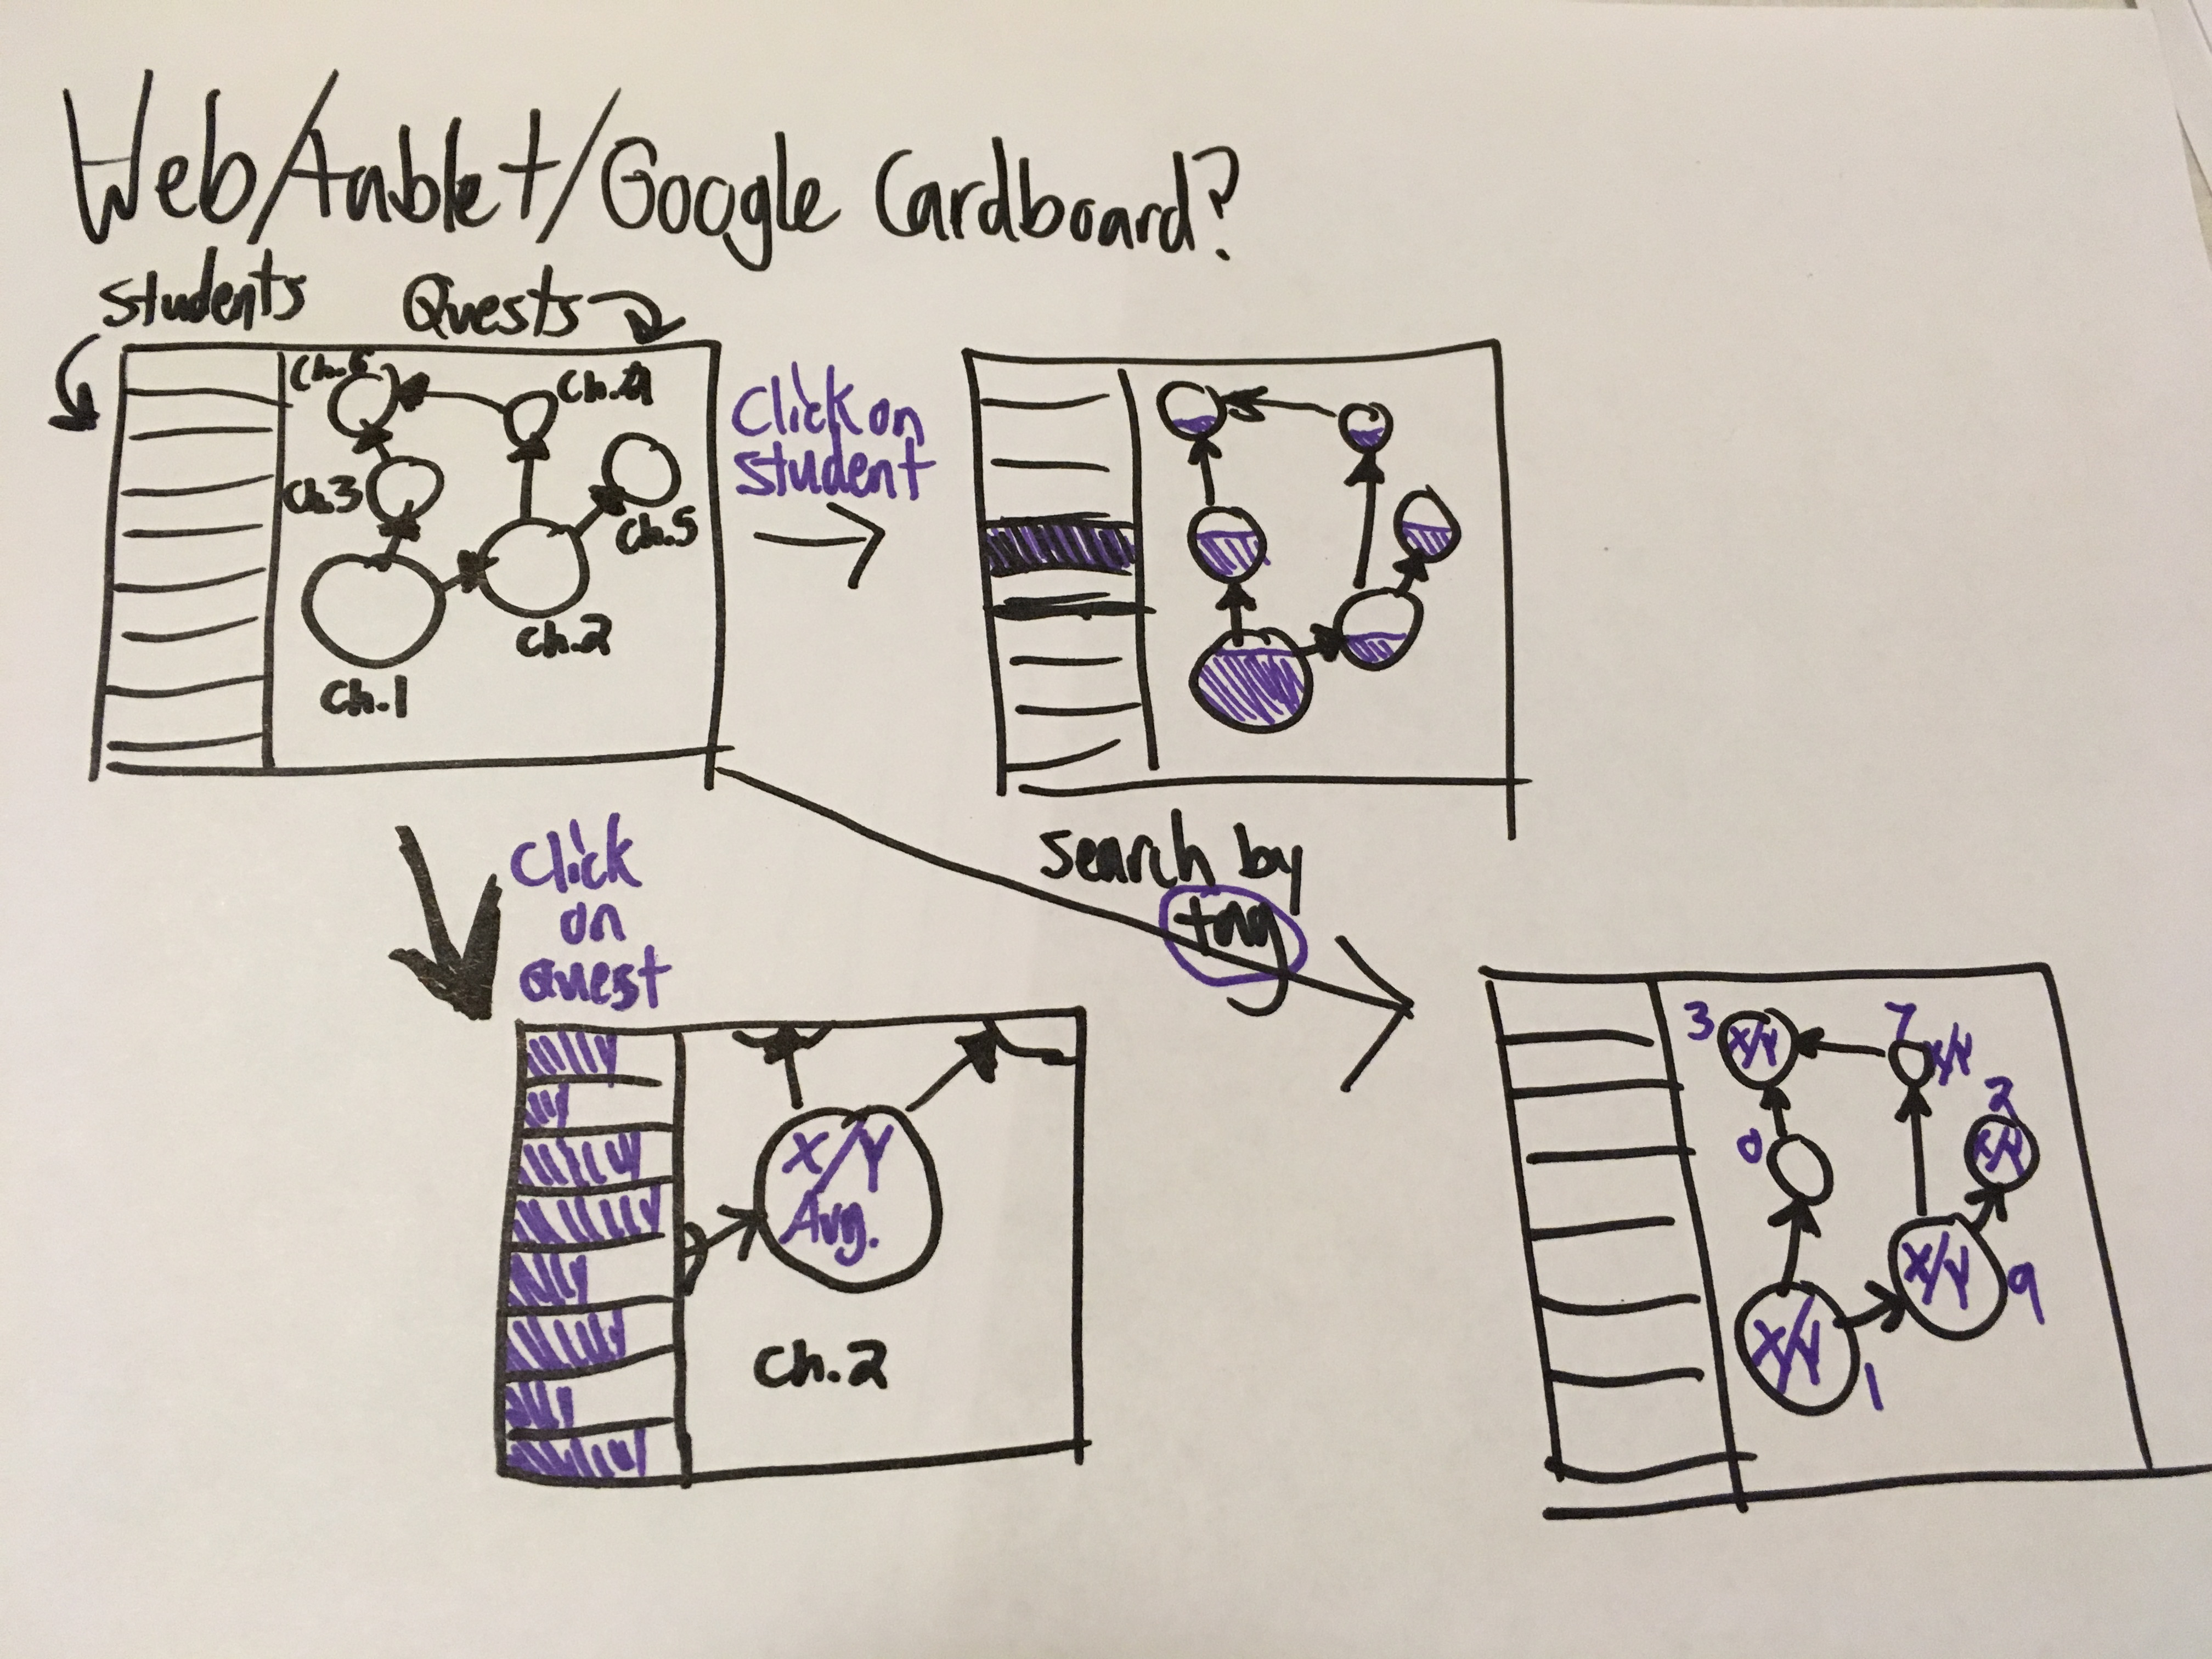 Web/Tablet/Google Cardboard?
Students
Quests
Ch.6
Ch.4
Ch.3
Ch.5
Ch.2
Ch.1
Click on
student
Search by
tag
Click
on
Quest
X/Y
Avg.
Ch.2
3
X/Y
7
X/Y
2
X/Y
0
X/Y
9
X/Y
1